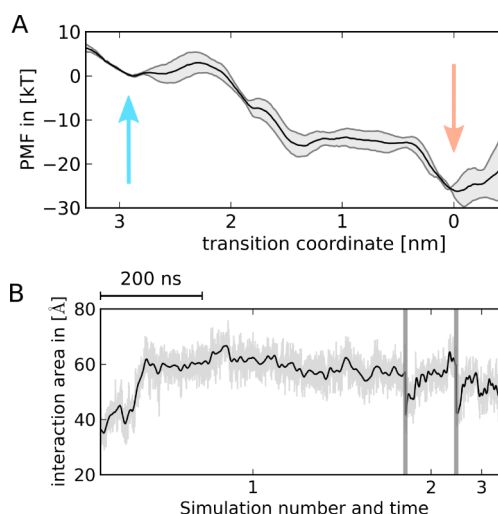 A
PMF in [kT]
10
0
−10
−20
−30
3
2
1
0
transition coordinate [nm]
200 ns
B
interaction area in [Å]
80
60
40
20
1
2
3
Simulation number and time